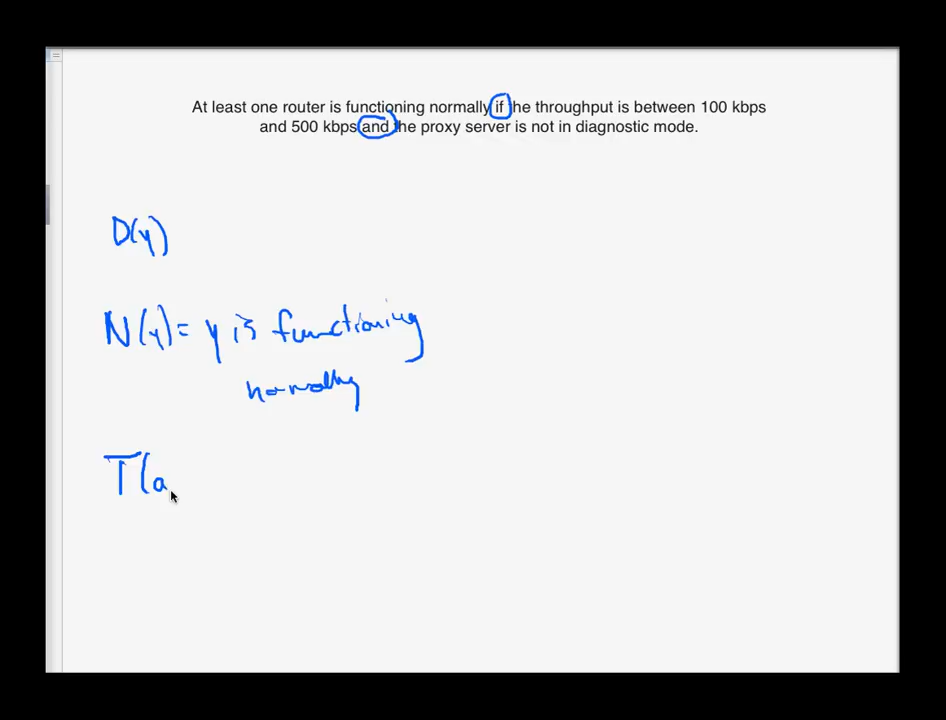 At least one router is functioning normally if the throughput is between 100 kbps
and 500 kbps and the proxy server is not in diagnostic mode.
D(y)
N(y) = y is functioning
normally
T(a